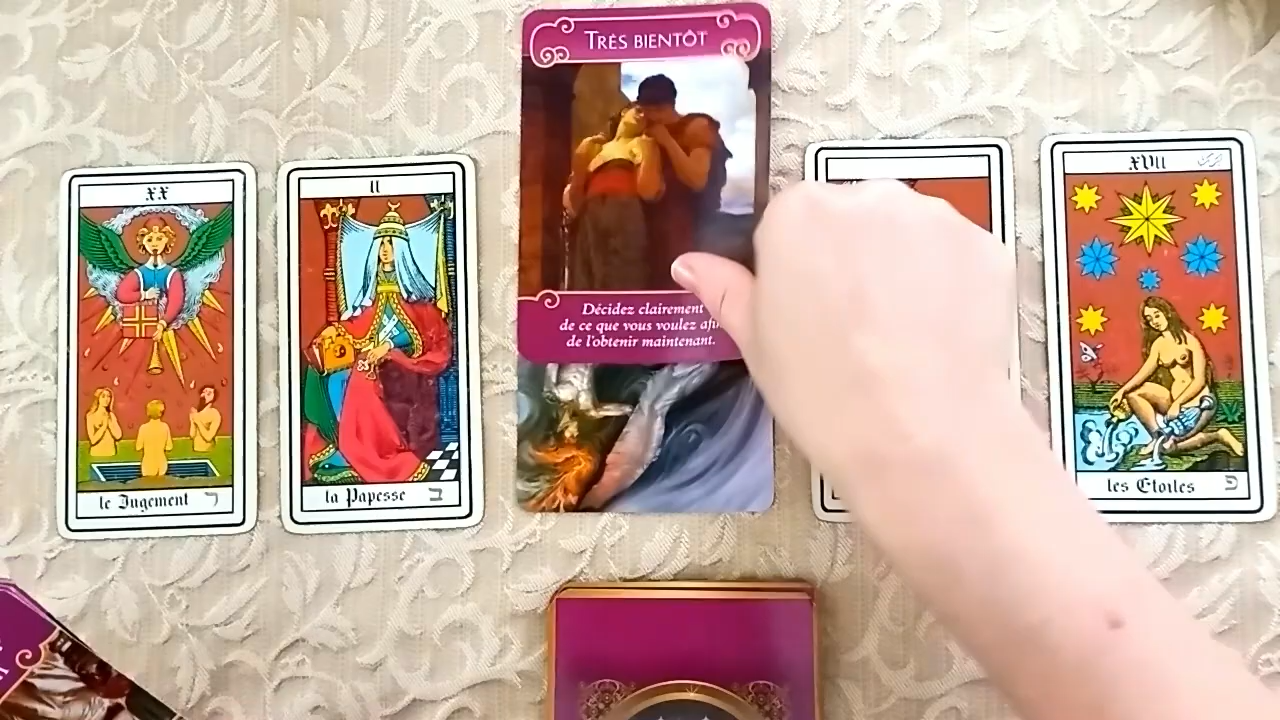 TRÈS BIENTÔT
XX
II
XVII
Décidez clairement
de ce que vous voulez
de l'obtenir maintenant.
le Jugement ר
la Papesse ב
les Etoiles פ